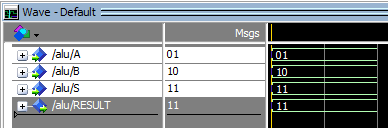 Wave - Default
Msgs
/alu/A 01 01
/alu/B 10 10
/alu/S 11 11
/alu/RESULT 11 11